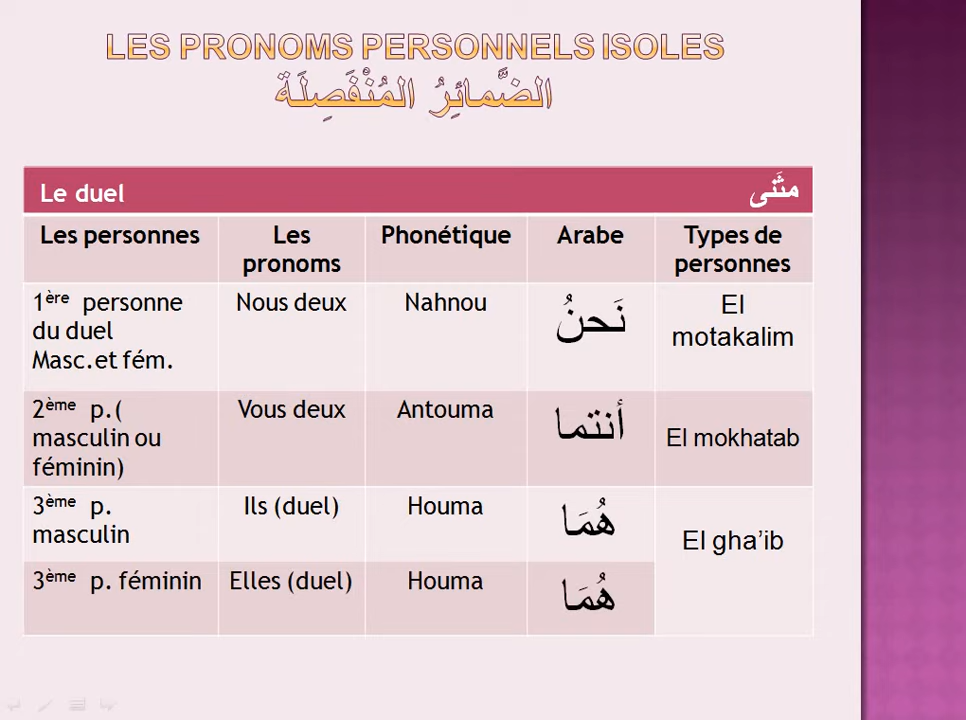 LES PRONOMS PERSONNELS ISOLES
الضَّمائِرُ المُنْفَصِلَة
Le duel مثَنى
Les personnes Les pronoms Phonétique Arabe Types de personnes
1ère personne du duel Masc.et fém. Nous deux Nahnou نَحنُ El motakalim
2ème p.( masculin ou féminin) Vous deux Antouma أنتما El mokhatab
3ème p. masculin Ils (duel) Houma هُمَا El gha'ib
3ème p. féminin Elles (duel) Houma هُمَا